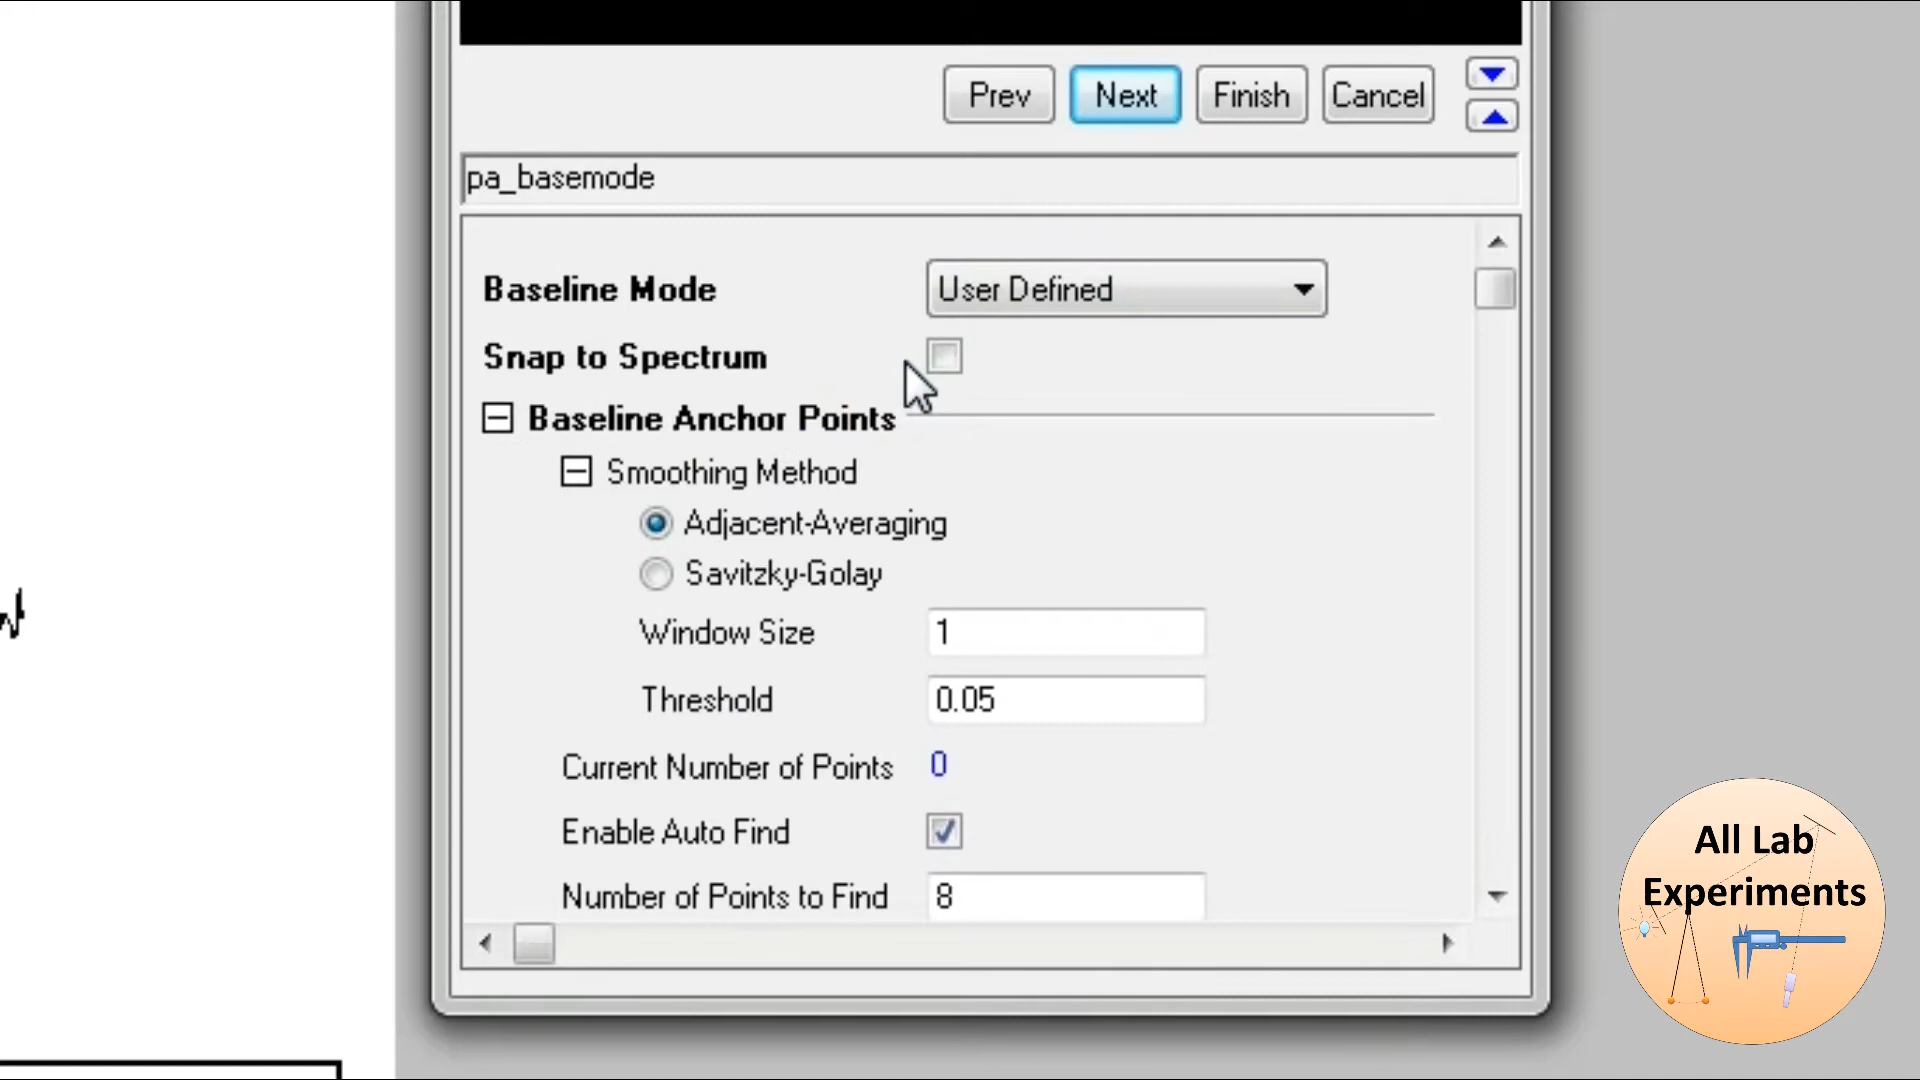 Prev Next Finish Cancel
pa_basemode
Baseline Mode User Defined
Snap to Spectrum
Baseline Anchor Points
Smoothing Method
Adjacent-Averaging
Savitzky-Golay
Window Size 1
Threshold 0.05
Current Number of Points 0
Enable Auto Find
Number of Points to Find 8
All Lab
Experiments